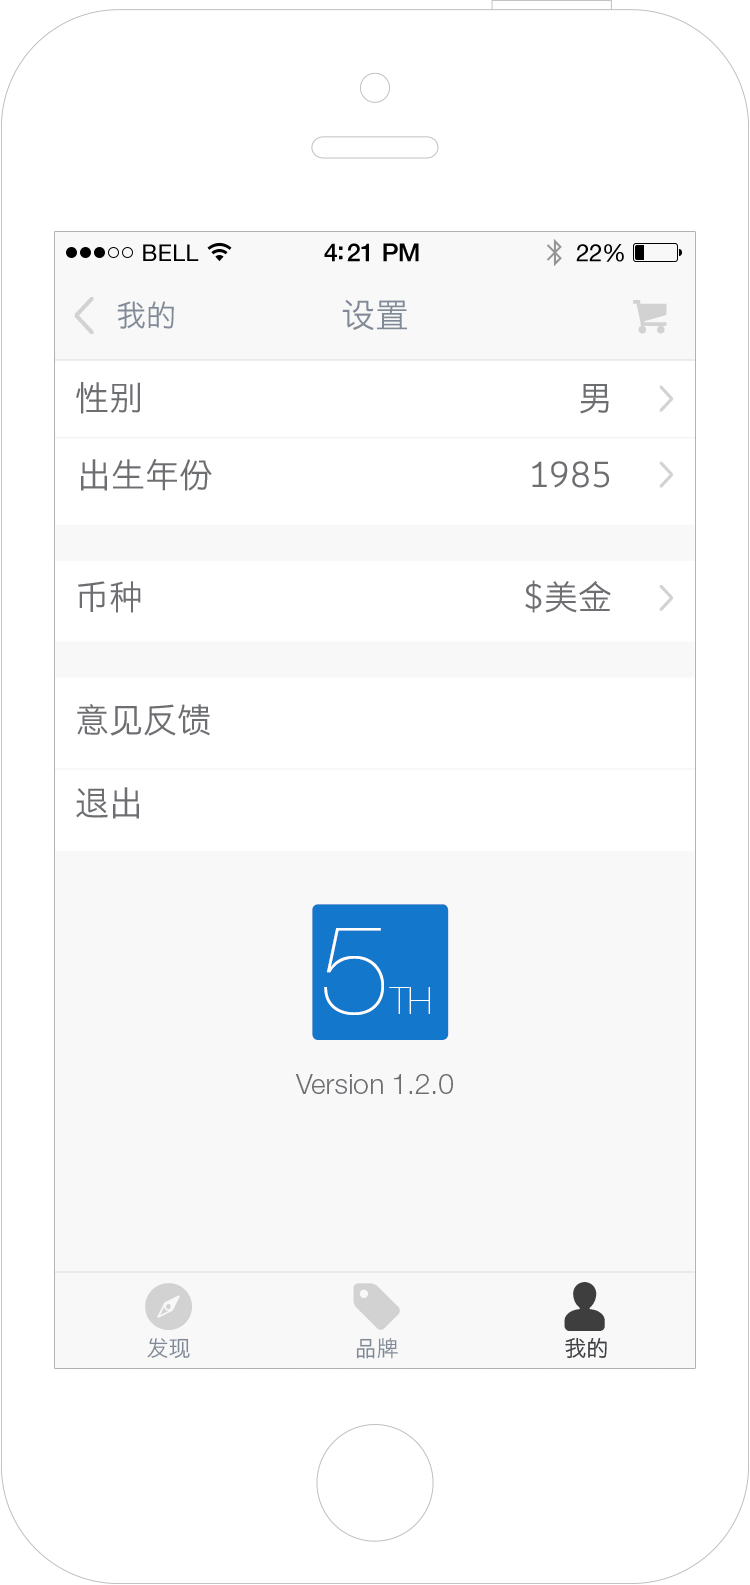 BELL 4:21 PM 22%
我的 设置
性别 男
出生年份 1985
币种 $美金
意见反馈
退出
5TH
Version 1.2.0
发现 品牌 我的